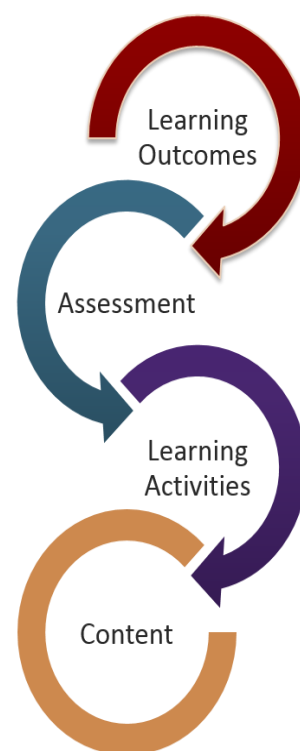 Learning
Outcomes
Assessment
Learning
Activities
Content